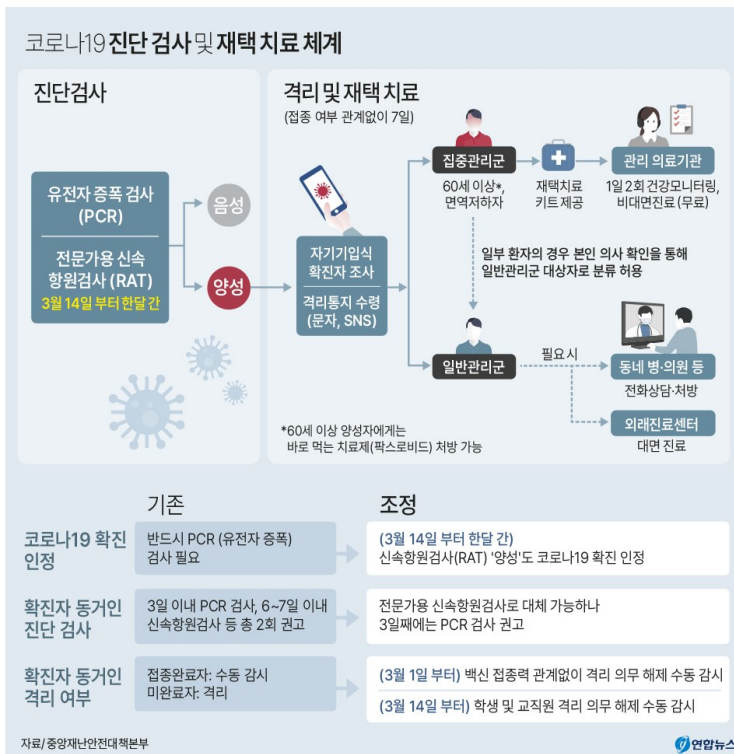 코로나19 진단 검사 및 재택 치료 체계
진단검사
유전자 증폭 검사
(PCR)
전문가용 신속
항원검사 (RAT)
3월 14일 부터 한달 간
음성
양성
격리 및 재택 치료
(접종 여부 관계없이 7일)
자기기입식
확진자 조사
격리통지 수령
(문자, SNS)
집중관리군
60세 이상*,
면역저하자
재택치료
키트 제공
관리 의료기관
1일 2회 건강모니터링,
비대면진료 (무료)
일부 환자의 경우 본인 의사 확인을 통해
일반관리군 대상자로 분류 허용
일반관리군
필요 시
동네 병·의원 등
전화상담·처방
외래진료센터
대면 진료
*60세 이상 양성자에게는
바로 먹는 치료제(팍스로비드) 처방 가능
기존
조정
코로나19 확진
인정
반드시 PCR (유전자 증폭)
검사 필요
(3월 14일 부터 한달 간)
신속항원검사(RAT) '양성'도 코로나19 확진 인정
확진자 동거인
진단 검사
3일 이내 PCR 검사, 6~7일 이내
신속항원검사 등 총 2회 권고
전문가용 신속항원검사로 대체 가능하나
3일째에는 PCR 검사 권고
확진자 동거인
격리 여부
접종완료자: 수동 감시
미완료자: 격리
(3월 1일 부터) 백신 접종력 관계없이 격리 의무 해제 수동 감시
(3월 14일 부터) 학생 및 교직원 격리 의무 해제 수동 감시
자료/ 중앙재난안전대책본부
연합뉴스